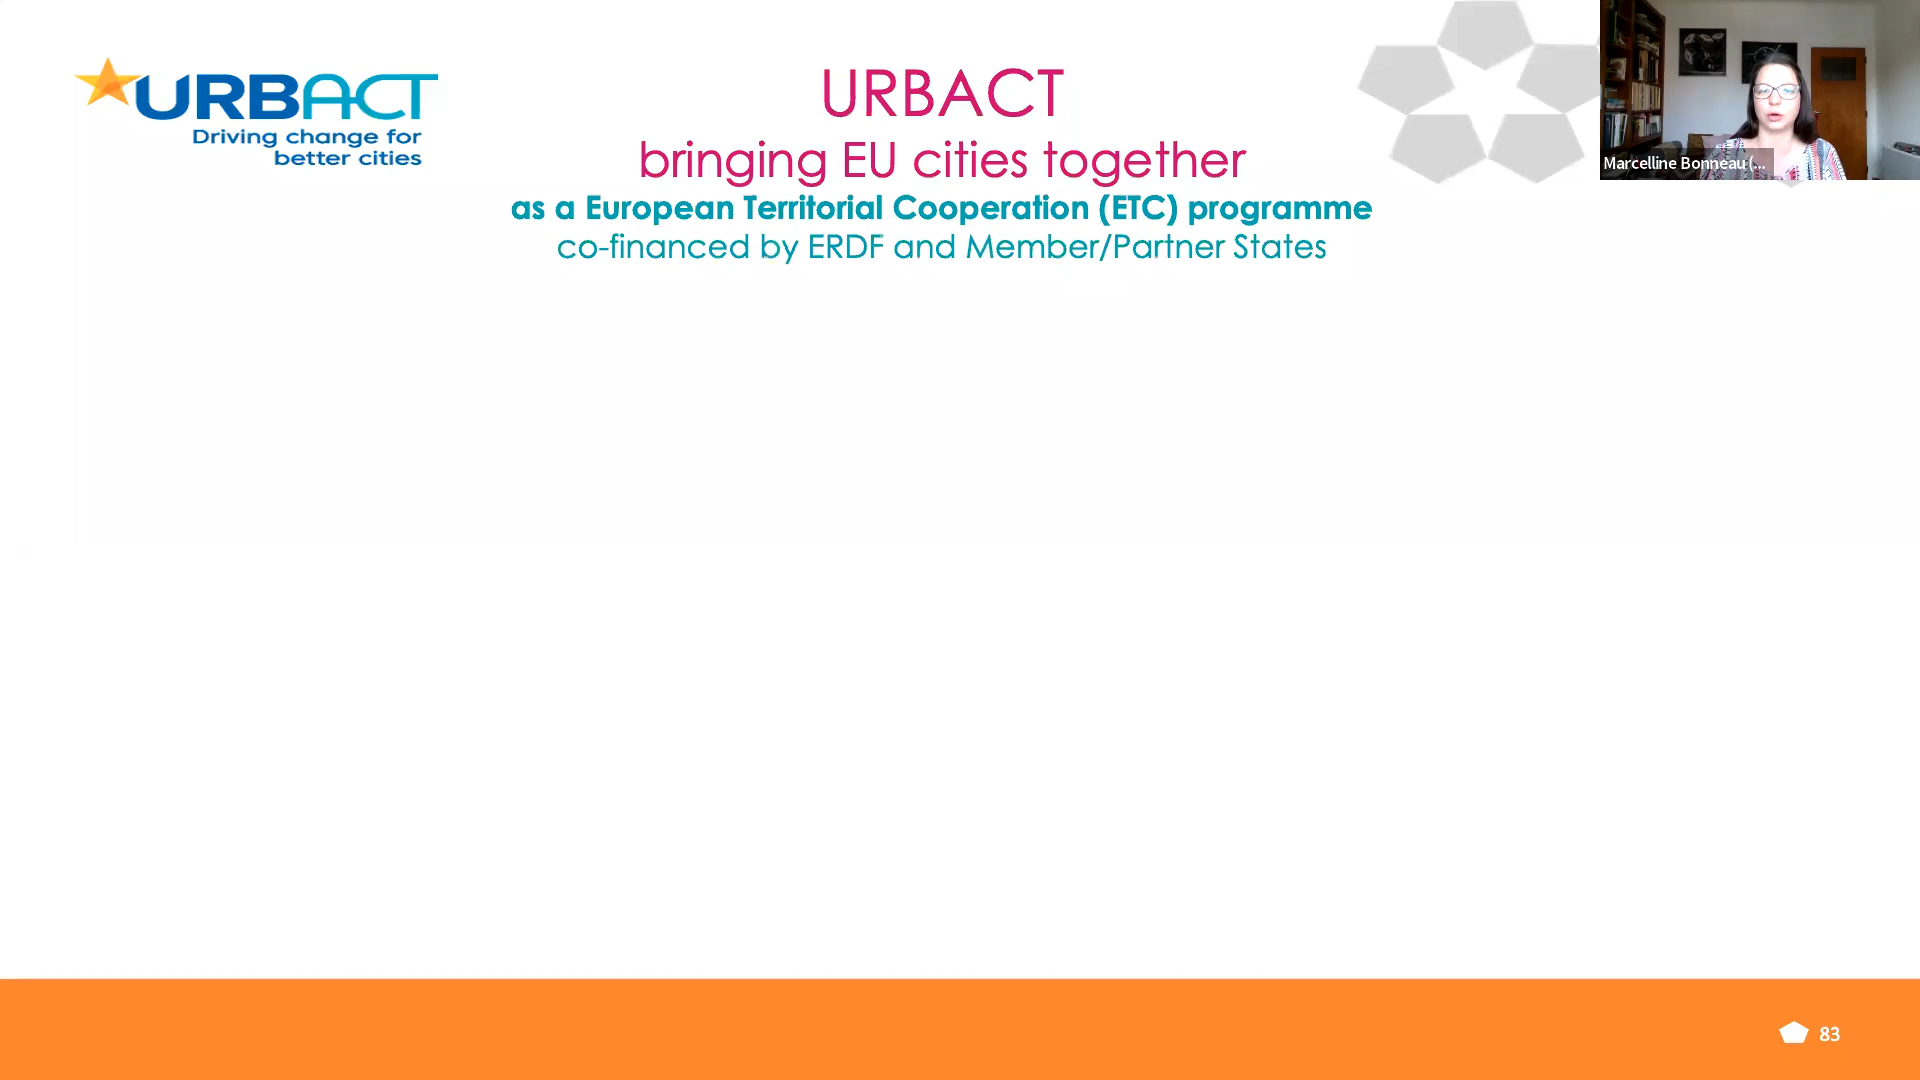 URBACT
Driving change for
better cities
URBACT
bringing EU cities together
as a European Territorial Cooperation (ETC) programme
co-financed by ERDF and Member/Partner States
Marcelline Bonneau (...
83